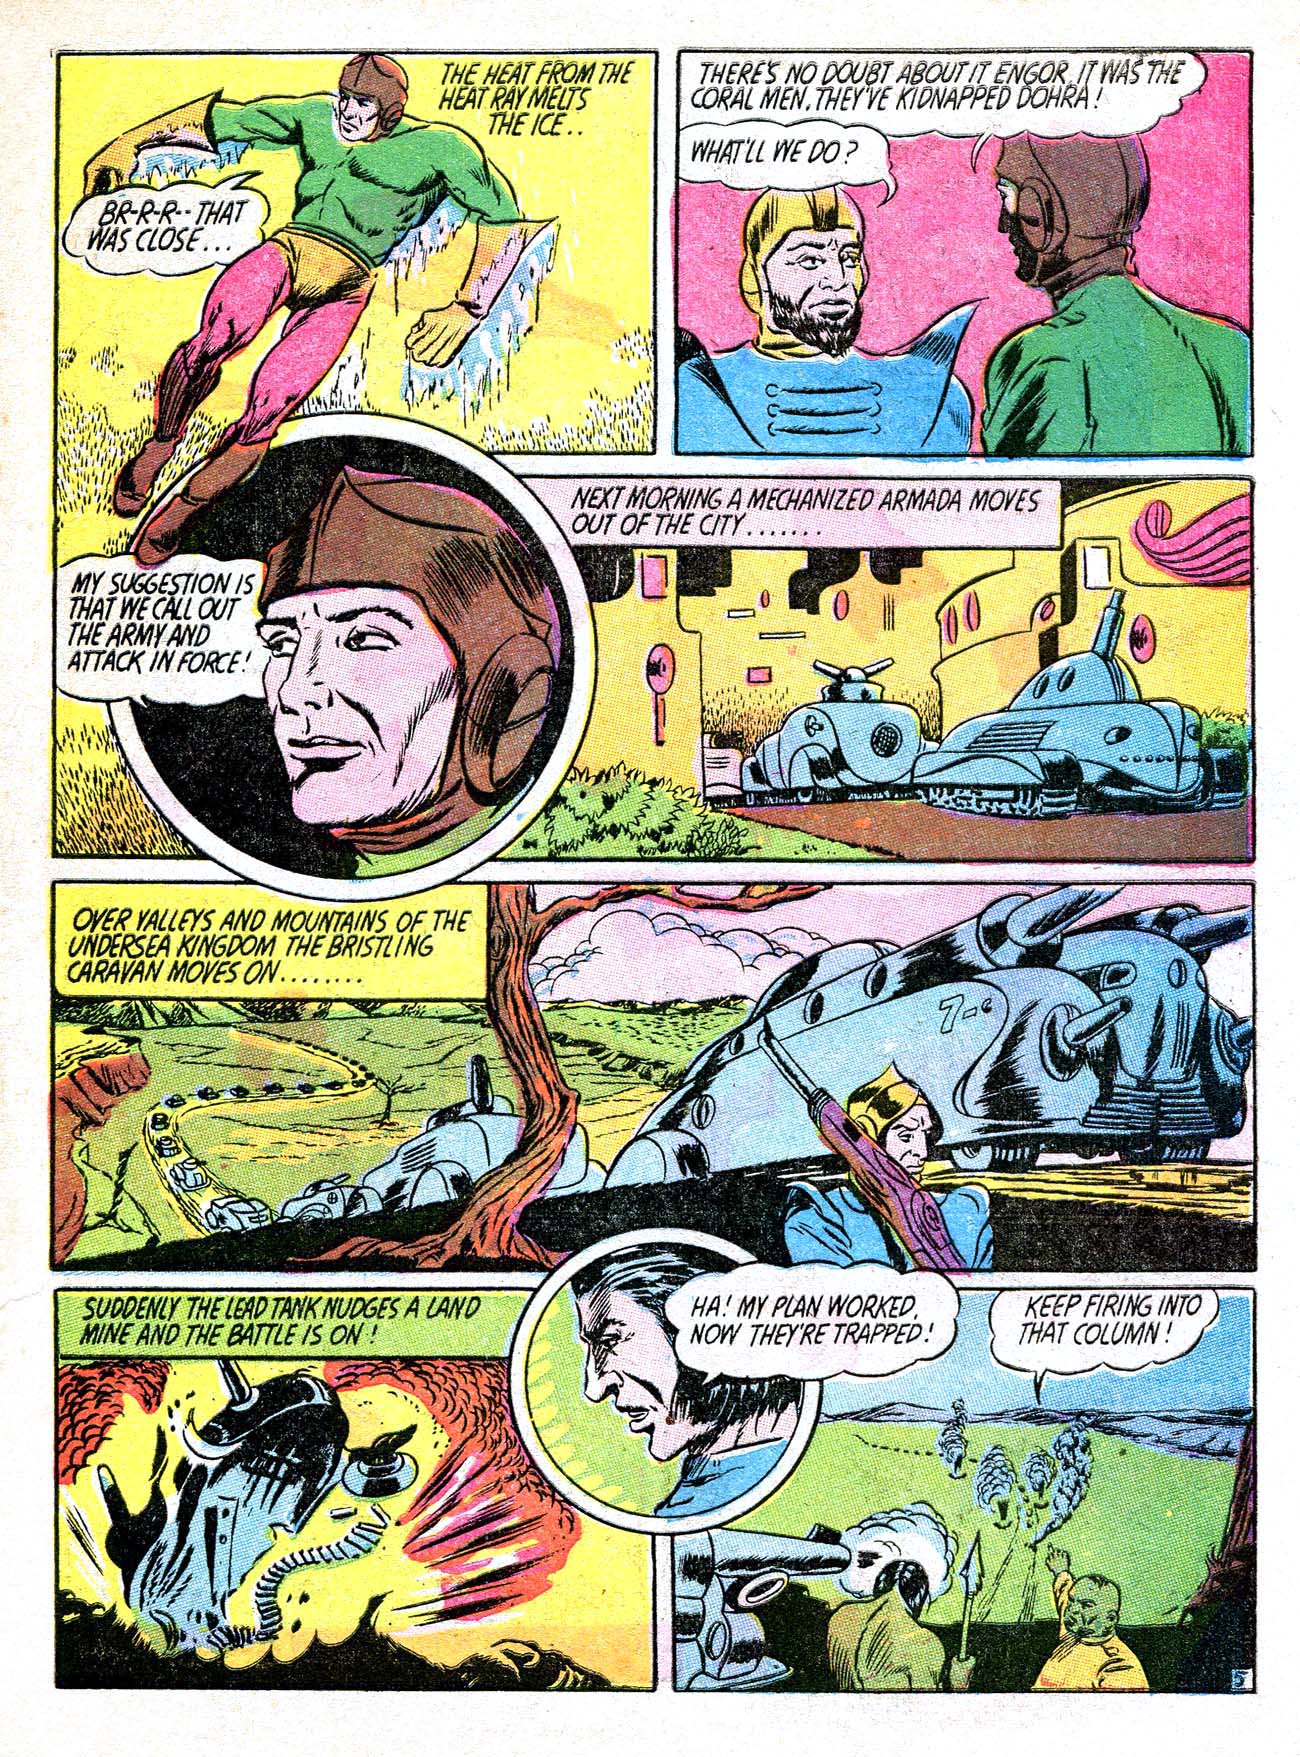 THE HEAT FROM THE
HEAT RAY MELTS
THE ICE..
BR-R-R-- THAT
WAS CLOSE...
THERE'S NO DOUBT ABOUT IT ENGOR, IT WAS THE
CORAL MEN, THEY'VE KIDNAPPED DOHRA!
WHAT'LL WE DO?
MY SUGGESTION IS
THAT WE CALL OUT
THE ARMY AND
ATTACK IN FORCE!
NEXT MORNING A MECHANIZED ARMADA MOVES
OUT OF THE CITY.......
OVER VALLEYS AND MOUNTAINS OF THE
UNDERSEA KINGDOM THE BRISTLING
CARAVAN MOVES ON........
7-6
SUDDENLY THE LEAD TANK NUDGES A LAND
MINE AND THE BATTLE IS ON!
HA! MY PLAN WORKED,
NOW THEY'RE TRAPPED!
KEEP FIRING INTO
THAT COLUMN!
5